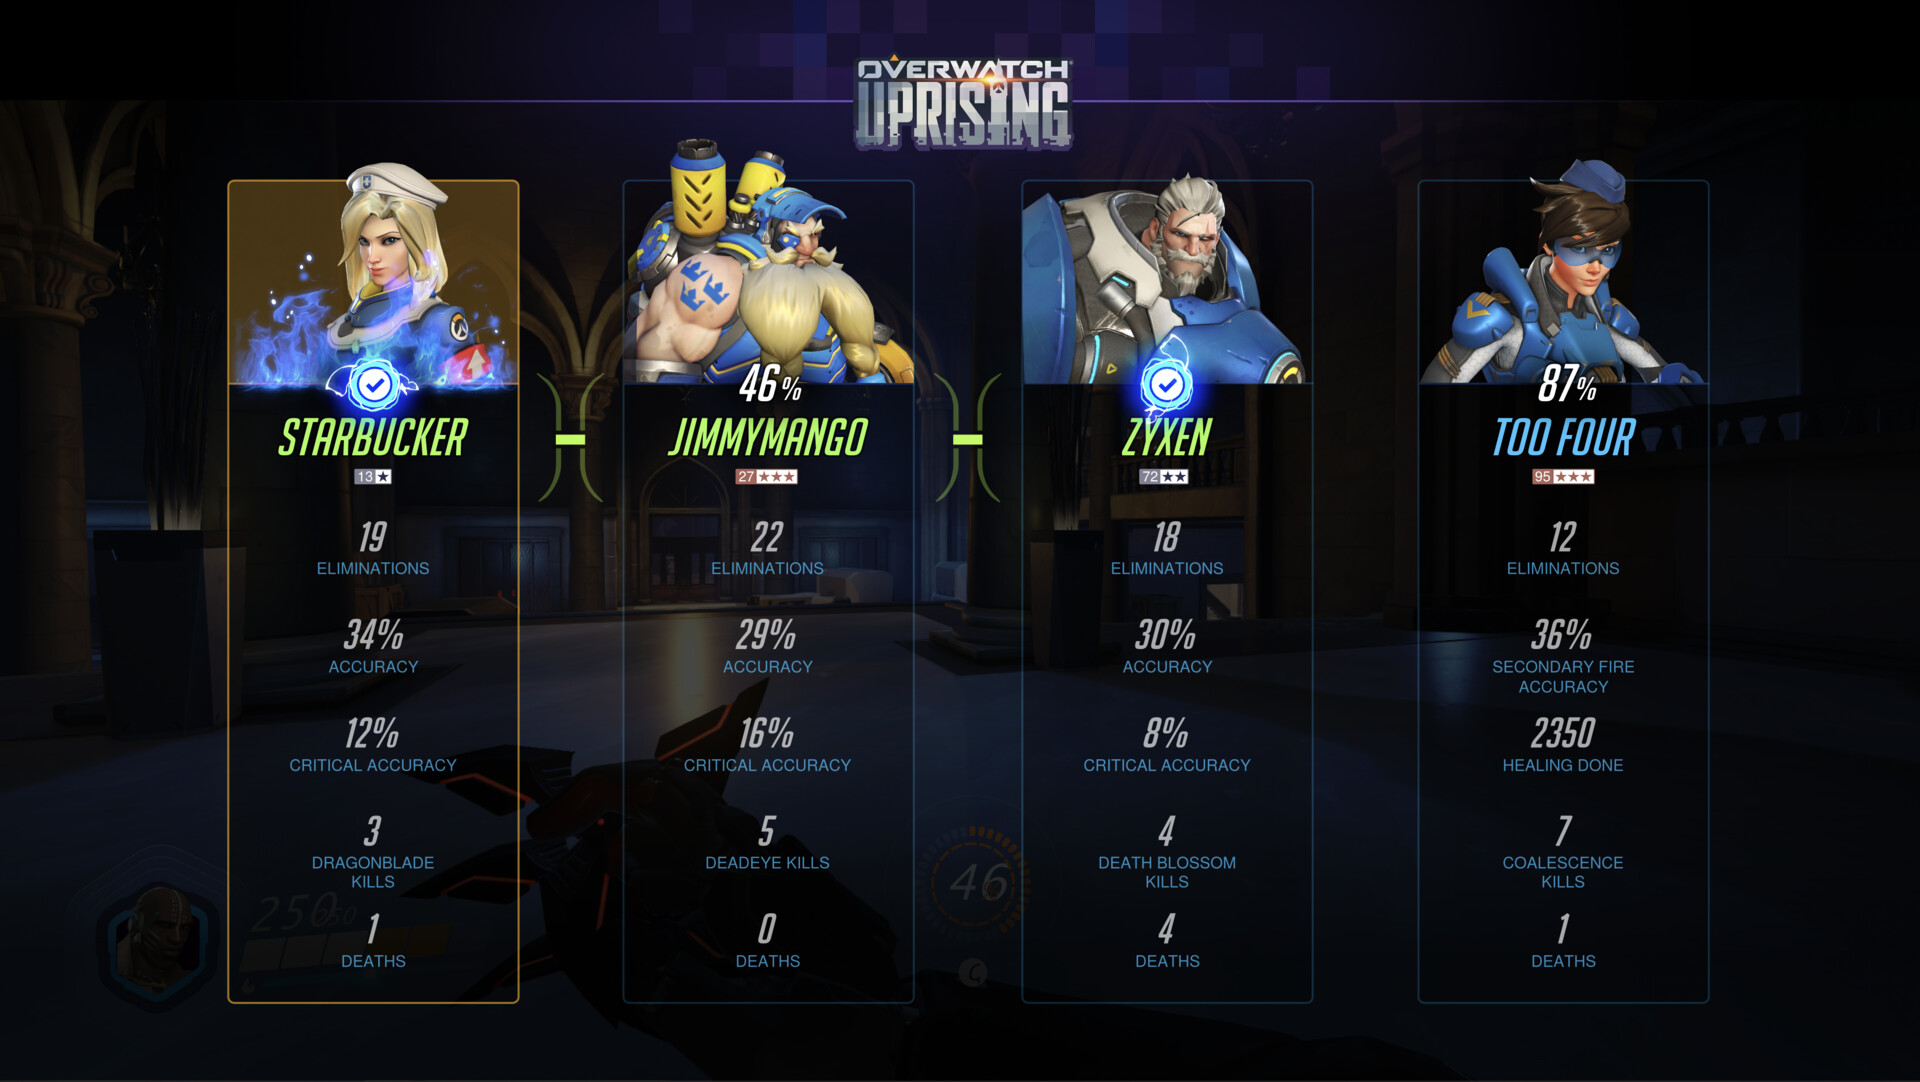 OVERWATCH
UPRISING
STARBUCKER
13
19
ELIMINATIONS
34%
ACCURACY
12%
CRITICAL ACCURACY
3
DRAGONBLADE
KILLS
1
DEATHS
46%
JIMMYMANGO
27
22
ELIMINATIONS
29%
ACCURACY
16%
CRITICAL ACCURACY
5
DEADEYE KILLS
0
DEATHS
ZYXEN
72
18
ELIMINATIONS
30%
ACCURACY
8%
CRITICAL ACCURACY
4
DEATH BLOSSOM
KILLS
4
DEATHS
87%
TOO FOUR
95
12
ELIMINATIONS
36%
SECONDARY FIRE
ACCURACY
2350
HEALING DONE
7
COALESCENCE
KILLS
1
DEATHS
250
250
46
C